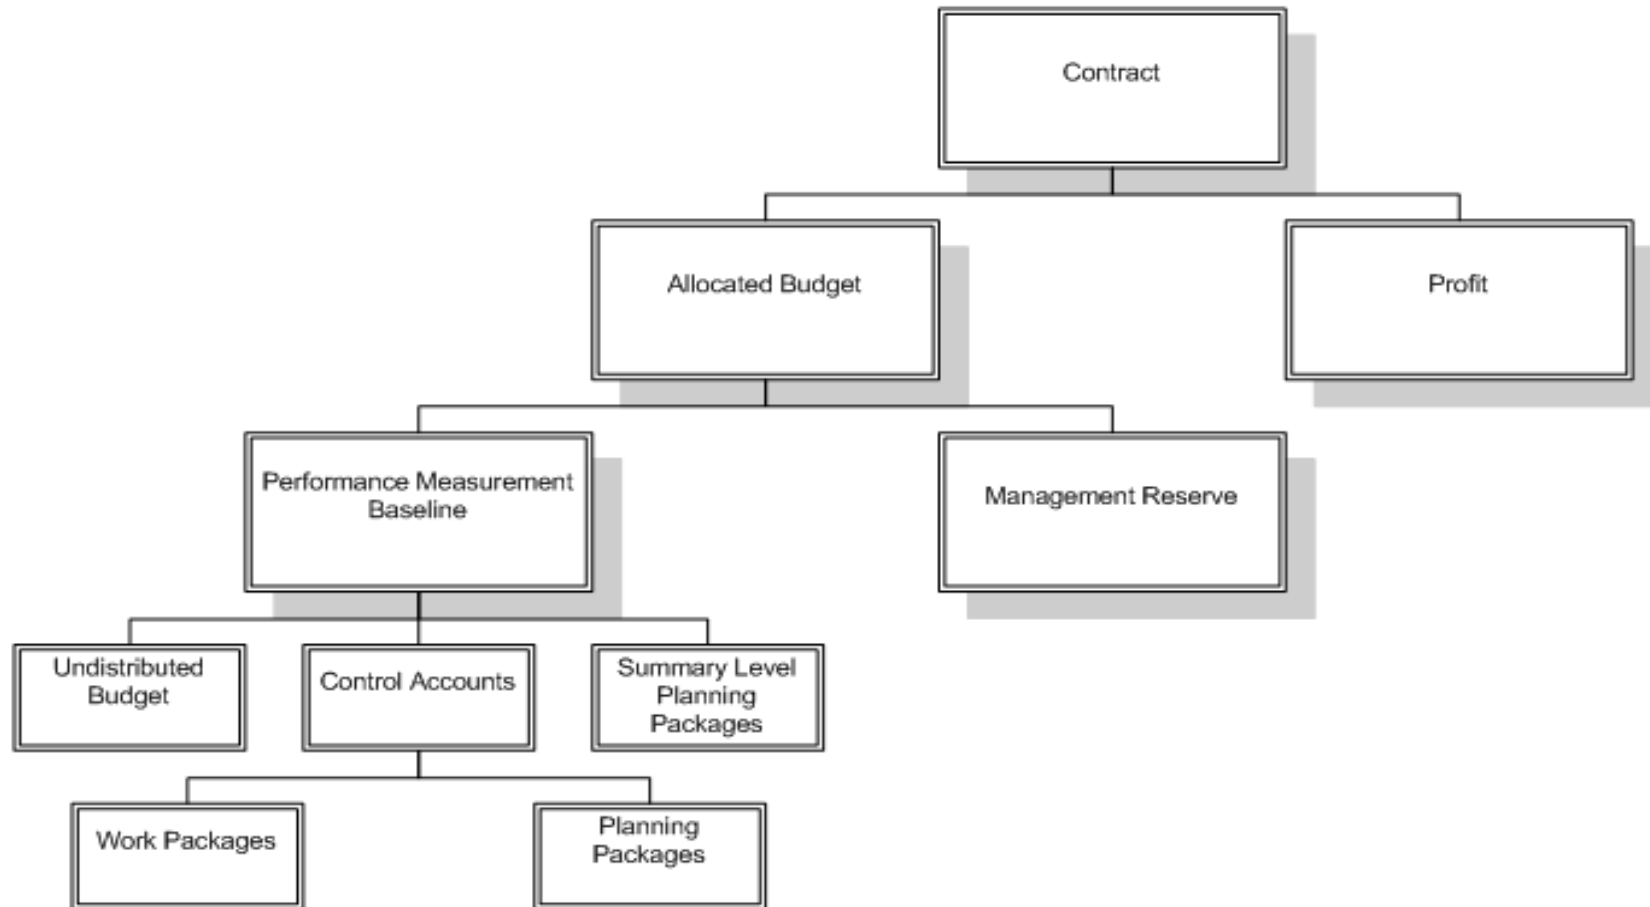 Contract
Allocated Budget
Profit
Performance Measurement
Baseline
Management Reserve
Undistributed
Budget
Control Accounts
Summary Level
Planning
Packages
Work Packages
Planning
Packages